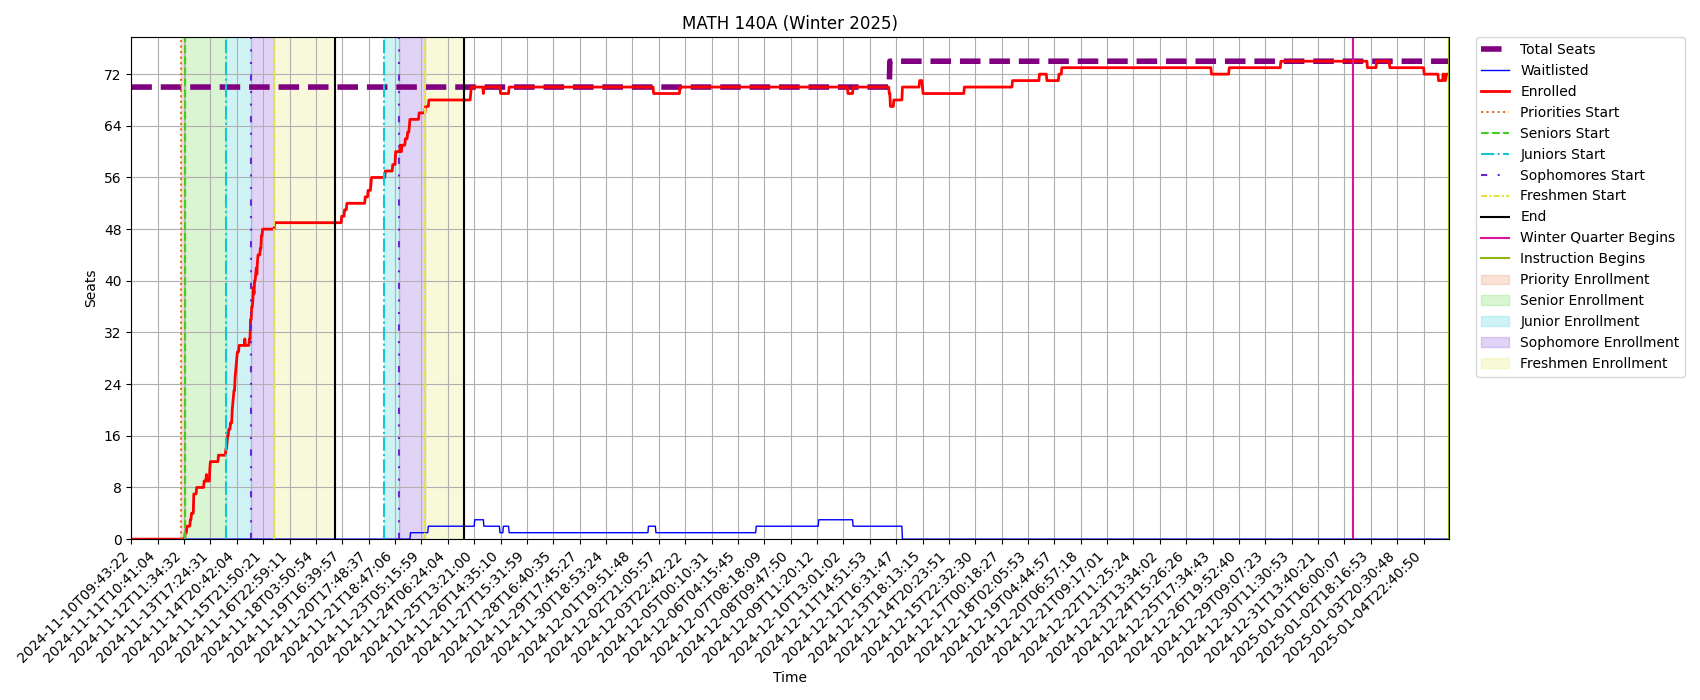 MATH 140A (Winter 2025)
Seats
72
64
56
48
40
32
24
16
8
0
2024-11-10T09:43:22
2024-11-11T10:41:04
2024-11-12T11:34:32
2024-11-13T17:24:31
2024-11-14T20:42:04
2024-11-15T21:50:21
2024-11-16T22:59:11
2024-11-18T03:50:54
2024-11-19T16:39:57
2024-11-20T17:48:37
2024-11-21T18:47:06
2024-11-23T05:15:59
2024-11-24T06:24:04
2024-11-25T13:21:00
2024-11-26T14:35:10
2024-11-27T15:31:59
2024-11-28T16:40:35
2024-11-29T17:45:27
2024-11-30T18:53:24
2024-12-01T19:51:48
2024-12-02T21:05:57
2024-12-03T22:42:22
2024-12-05T00:10:31
2024-12-06T04:15:45
2024-12-07T08:18:09
2024-12-08T09:47:50
2024-12-09T11:20:12
2024-12-10T13:01:02
2024-12-11T14:51:53
2024-12-12T16:31:47
2024-12-13T18:13:15
2024-12-14T20:23:51
2024-12-15T22:32:30
2024-12-17T00:18:27
2024-12-18T02:05:53
2024-12-19T04:44:57
2024-12-20T06:57:18
2024-12-21T09:17:01
2024-12-22T11:25:24
2024-12-23T13:34:02
2024-12-24T15:26:26
2024-12-25T17:34:43
2024-12-26T19:52:40
2024-12-29T09:07:23
2024-12-30T11:30:53
2024-12-31T13:40:21
2025-01-01T16:00:07
2025-01-02T18:16:53
2025-01-03T20:30:48
2025-01-04T22:40:50
Time
Total Seats
Waitlisted
Enrolled
Priorities Start
Seniors Start
Juniors Start
Sophomores Start
Freshmen Start
End
Winter Quarter Begins
Instruction Begins
Priority Enrollment
Senior Enrollment
Junior Enrollment
Sophomore Enrollment
Freshmen Enrollment